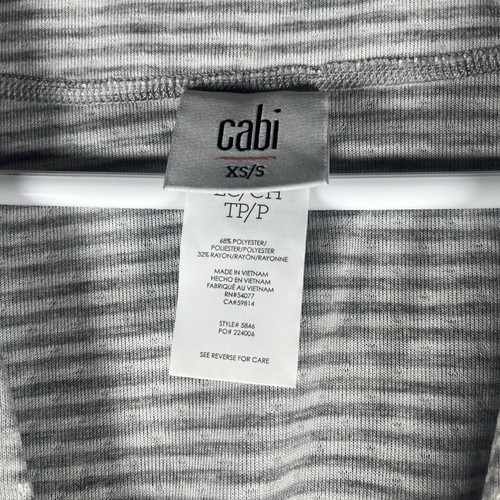 cabi
XS/S
TP/P
68% POLYESTER/
POLIESTER/POLYESTER
32% RAYON/RAYÓN/RAYONNE
MADE IN VIETNAM
HECHO EN VIETNAM
FABRIQUÉ AU VIETNAM
RN#54077
CA#59814
STYLE# 5846
PO# 224006
SEE REVERSE FOR CARE